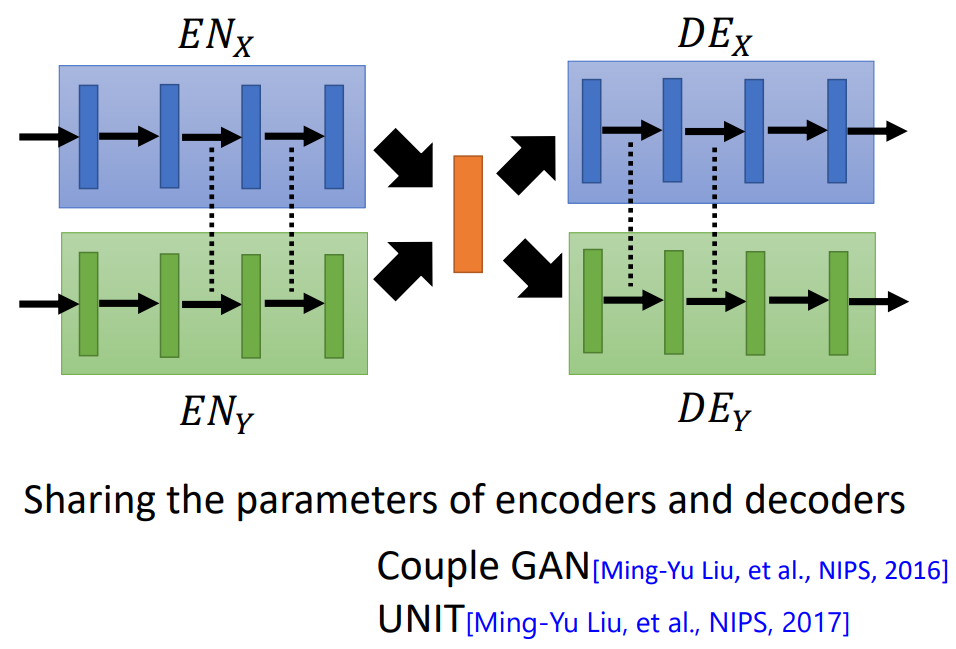 EN_X DE_X
EN_Y DE_Y
Sharing the parameters of encoders and decoders
Couple GAN[Ming-Yu Liu, et al., NIPS, 2016]
UNIT[Ming-Yu Liu, et al., NIPS, 2017]